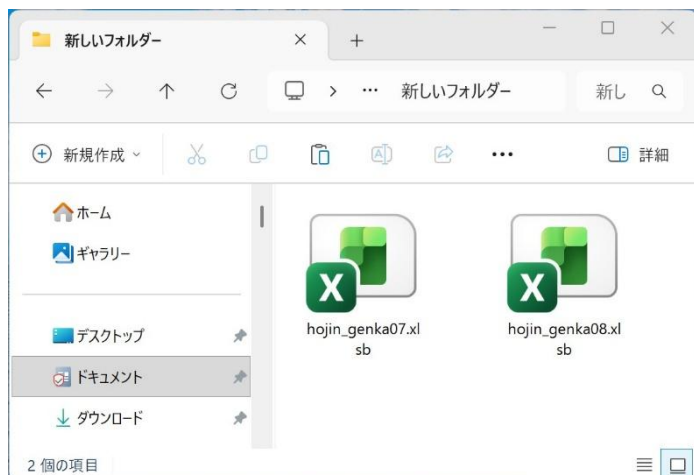 新しいフォルダー
新しいフォルダー
新し
新規作成
詳細
ホーム
ギャラリー
デスクトップ
ドキュメント
ダウンロード
hojin_genka07.xl
sb
hojin_genka08.xl
sb
2 個の項目